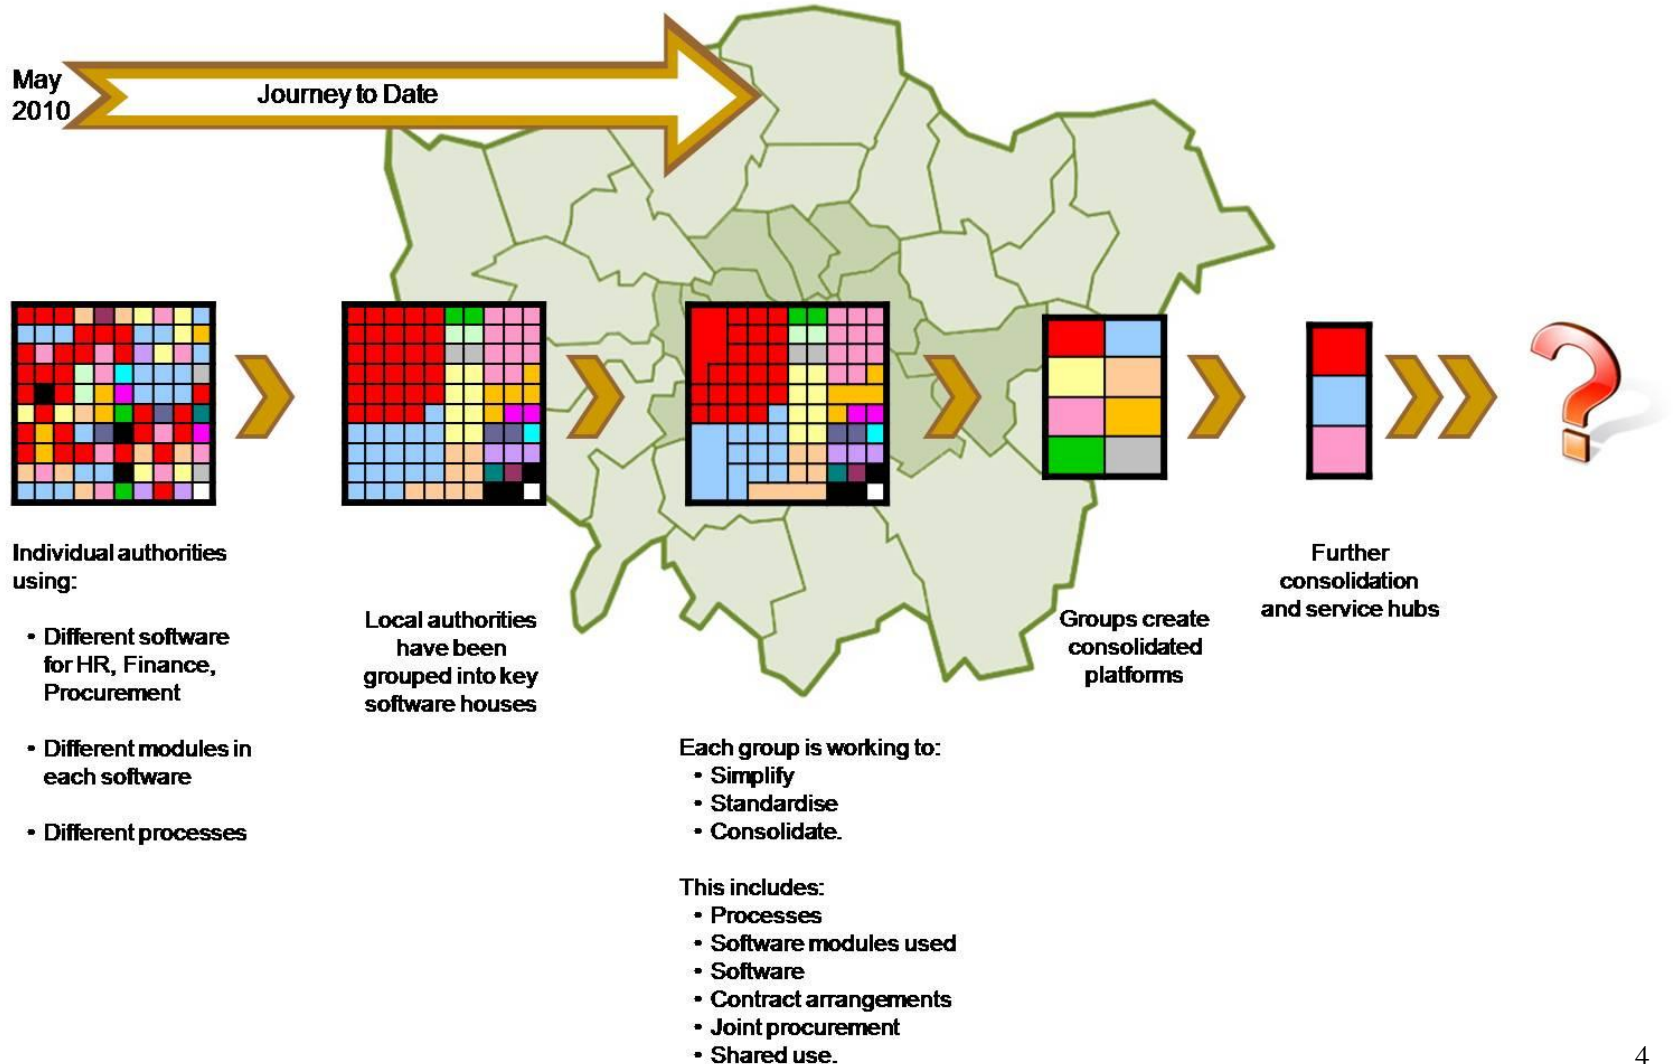 May
2010
Journey to Date
Individual authorities
using:
• Different software
for HR, Finance,
Procurement
• Different modules in
each software
• Different processes
Local authorities
have been
grouped into key
software houses
Each group is working to:
• Simplify
• Standardise
• Consolidate.
This includes:
• Processes
• Software modules used
• Software
• Contract arrangements
• Joint procurement
• Shared use.
Groups create
consolidated
platforms
Further
consolidation
and service hubs
?
4